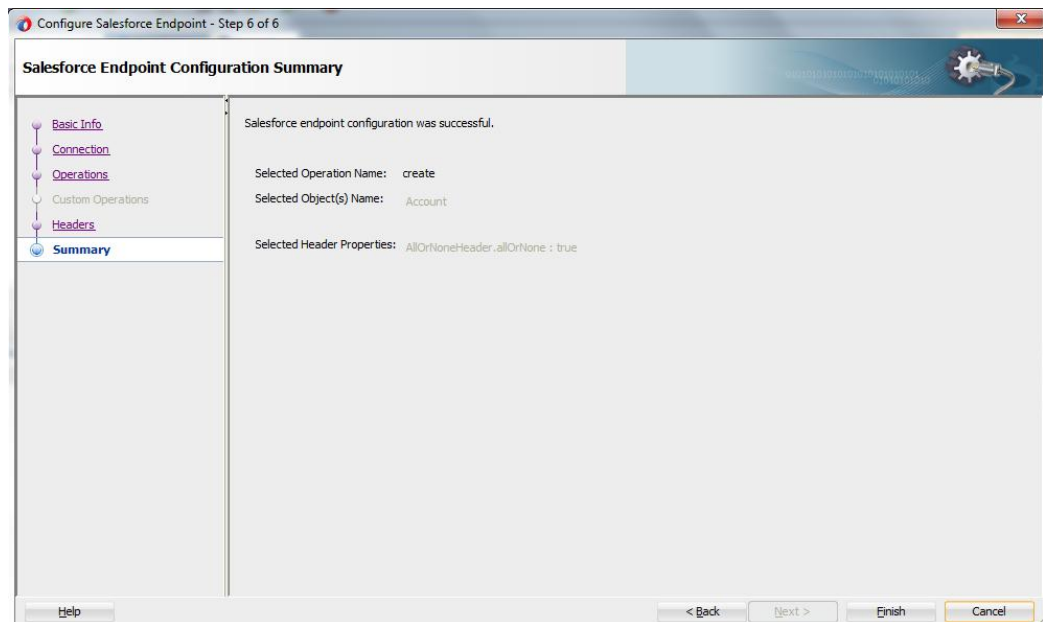 Configure Salesforce Endpoint - Step 6 of 6
Salesforce Endpoint Configuration Summary
Basic Info
Connection
Operations
Custom Operations
Headers
Summary
Salesforce endpoint configuration was successful.
Selected Operation Name: create
Selected Object(s) Name: Account
Selected Header Properties: AllOrNoneHeader.allOrNone : true
Help
< Back
Next >
Finish
Cancel